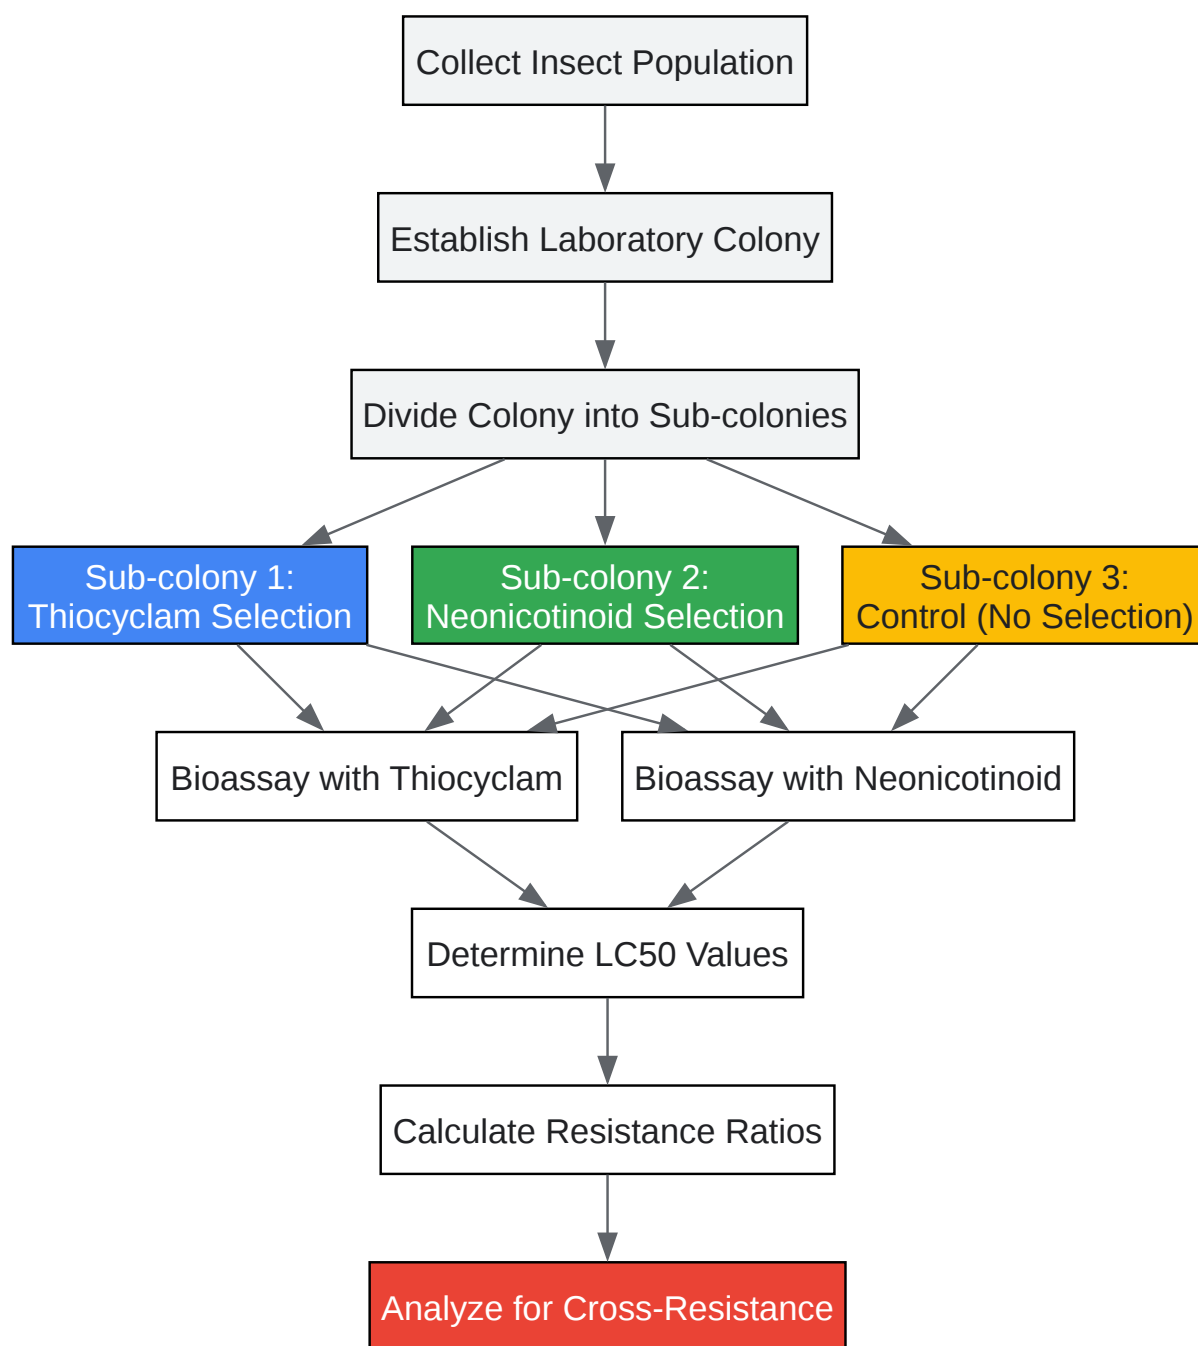 Collect Insect Population
Establish Laboratory Colony
Divide Colony into Sub-colonies
Sub-colony 1:
Thiocyclam Selection
Sub-colony 2:
Neonicotinoid Selection
Sub-colony 3:
Control (No Selection)
Bioassay with Thiocyclam
Bioassay with Neonicotinoid
Determine LC50 Values
Calculate Resistance Ratios
Analyze for Cross-Resistance